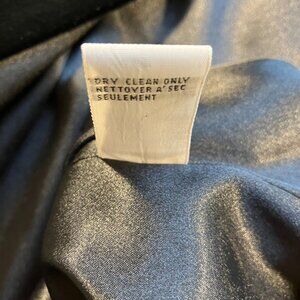 DRY CLEAN ONLY
NETTOYER A' SEC
SEULEMENT